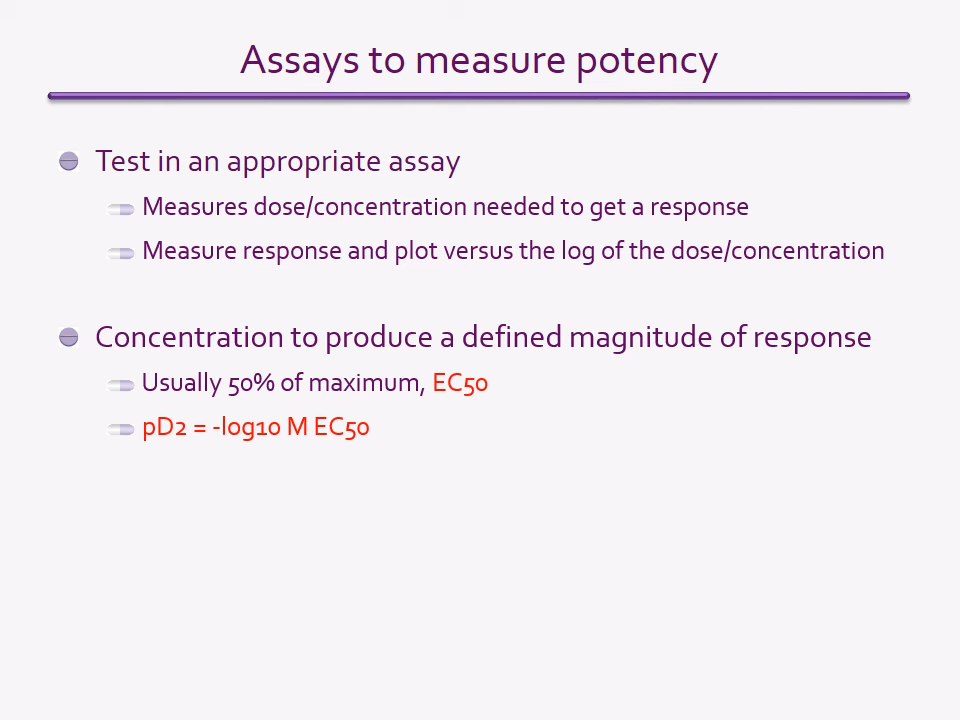 Assays to measure potency
Test in an appropriate assay
Measures dose/concentration needed to get a response
Measure response and plot versus the log of the dose/concentration
Concentration to produce a defined magnitude of response
Usually 50% of maximum, EC50
pD2 = -log10 M EC50